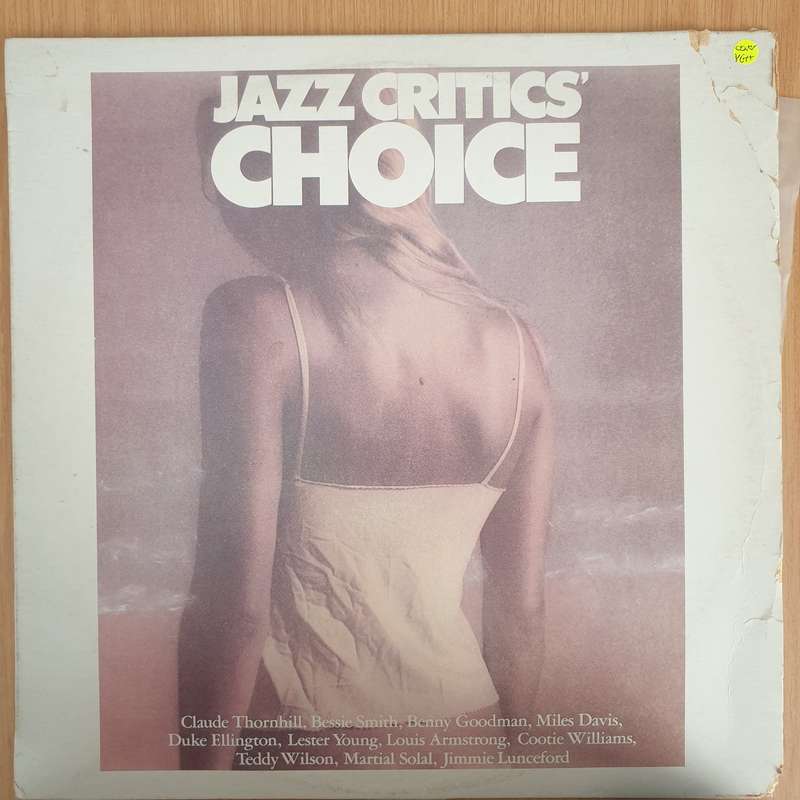 JAZZ CRITICS'
CHOICE
VG++
Claude Thornhill, Bessie Smith, Benny Goodman, Miles Davis,
Duke Ellington, Lester Young, Louis Armstrong, Cootie Williams,
Teddy Wilson, Martial Solal, Jimmie Lunceford